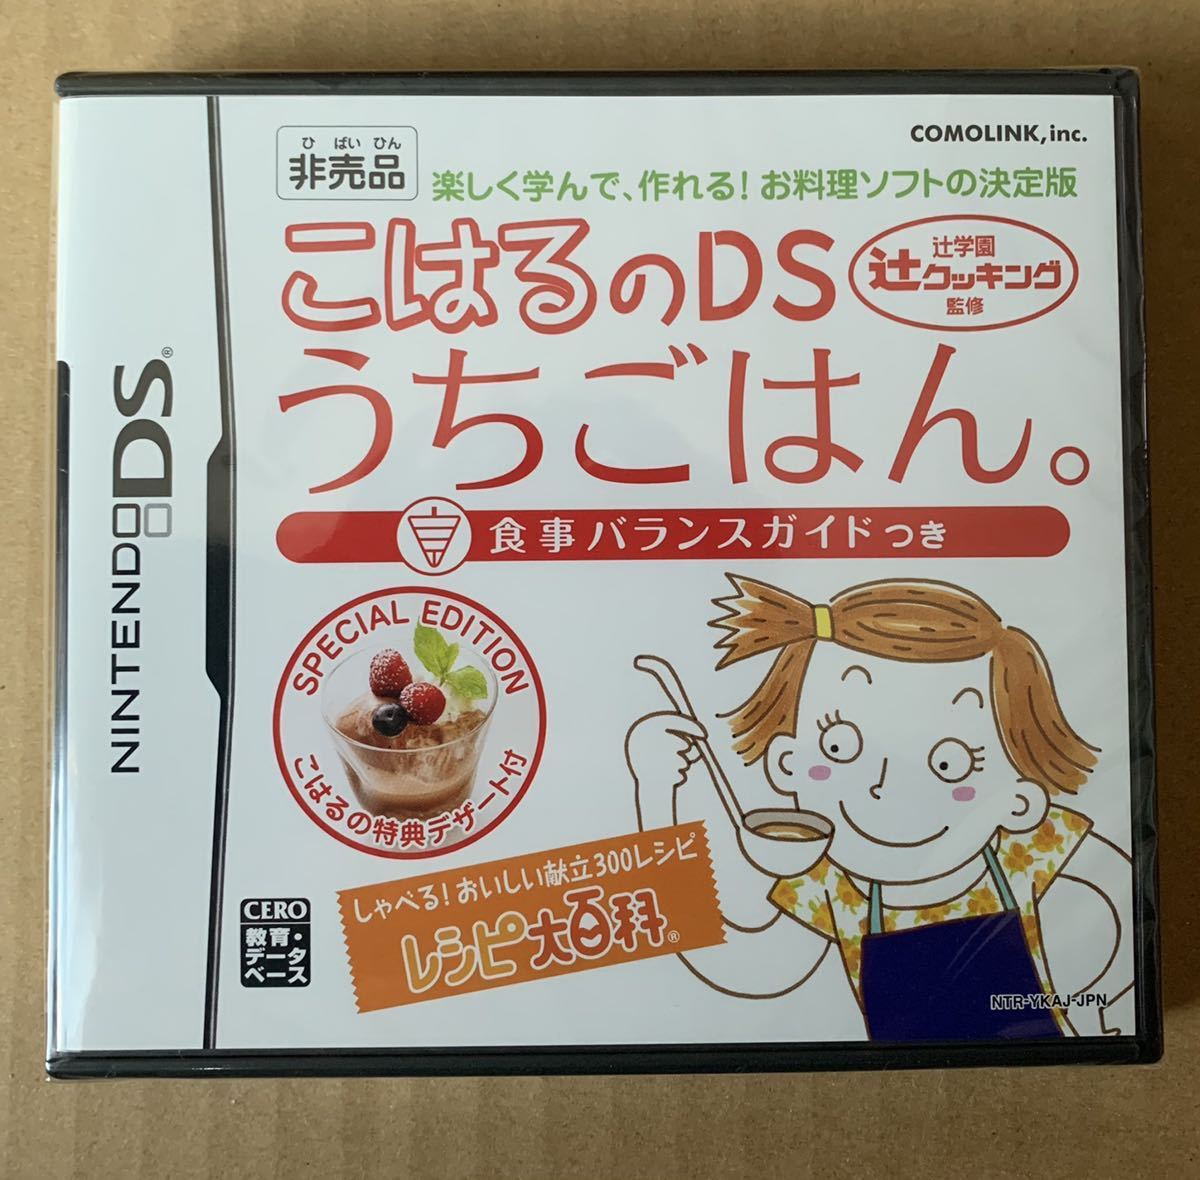 NINTENDO DS®
COMOLINK, inc.
ひ ばい ひん
非売品
楽しく学んで、作れる! お料理ソフトの決定版
こはるのDS
辻学園
辻クッキング
監修
うちごはん。
食事バランスガイドつき
SPECIAL EDITION
こはるの特典デザート付
しゃべる! おいしい献立300レシピ
レシピ大百科®
CERO
教育・
データ
ベース
NTR-YKAJ-JPN